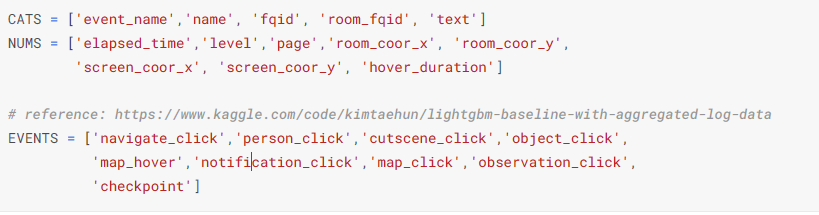 CATS = ['event_name','name', 'fqid', 'room_fqid', 'text']
NUMS = ['elapsed_time','level','page','room_coor_x', 'room_coor_y',
        'screen_coor_x', 'screen_coor_y', 'hover_duration']

# reference: https://www.kaggle.com/code/kimtaehun/lightgbm-baseline-with-aggregated-log-data
EVENTS = ['navigate_click','person_click','cutscene_click','object_click',
          'map_hover','notification_click','map_click','observation_click',
          'checkpoint']